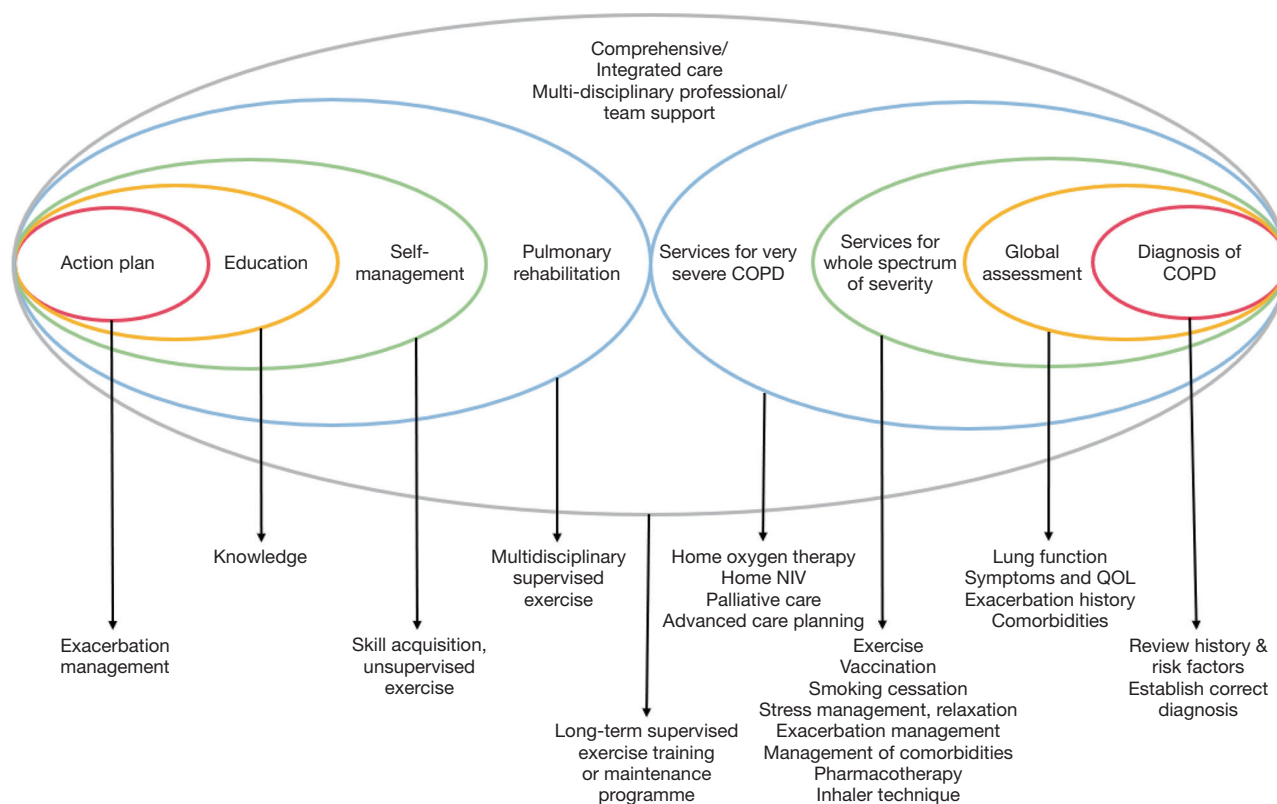 Comprehensive/
Integrated care
Multi-disciplinary professional/
team support
Action plan
Education
Self-
management
Pulmonary
rehabilitation
Services for very
severe COPD
Services for
whole spectrum
of severity
Global
assessment
Diagnosis of
COPD
Knowledge
Multidisciplinary
supervised
exercise
Home oxygen therapy
Home NIV
Palliative care
Advanced care planning
Lung function
Symptoms and QOL
Exacerbation history
Comorbidities
Exacerbation
management
Skill acquisition,
unsupervised
exercise
Long-term supervised
exercise training
or maintenance
programme
Exercise
Vaccination
Smoking cessation
Stress management, relaxation
Exacerbation management
Management of comorbidities
Pharmacotherapy
Inhaler technique
Review history &
risk factors
Establish correct
diagnosis